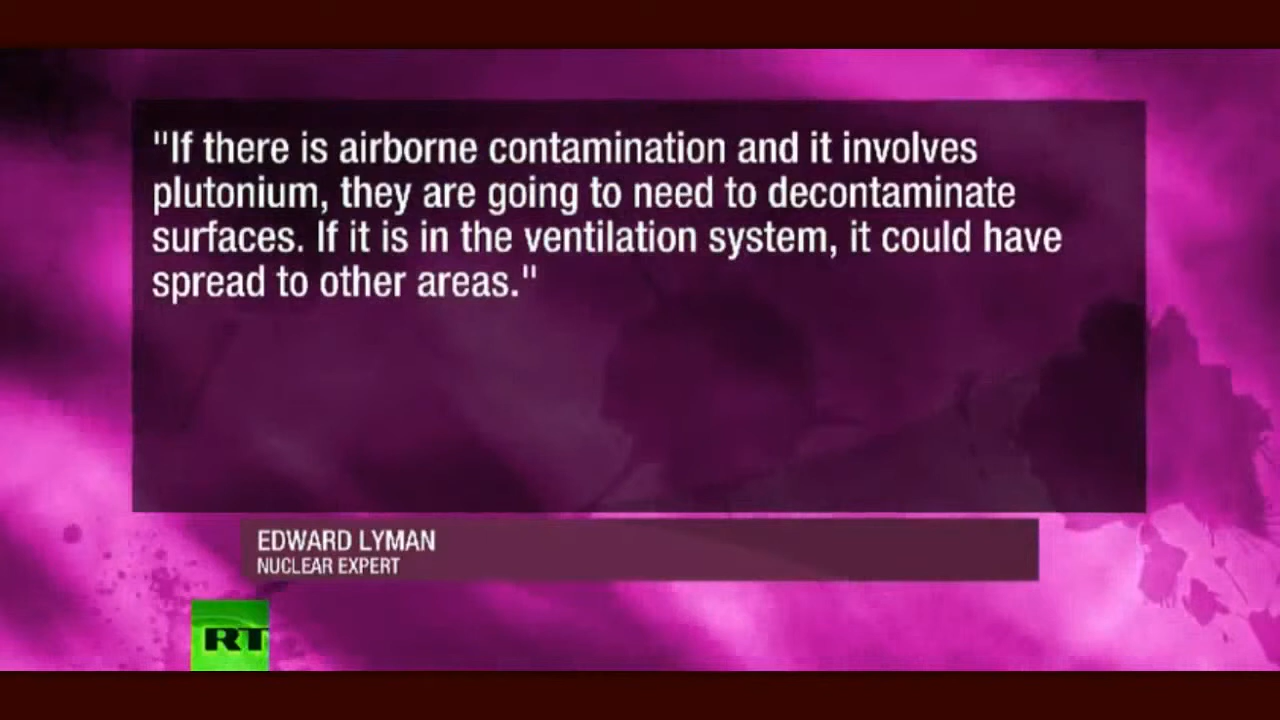 "If there is airborne contamination and it involves
plutonium, they are going to need to decontaminate
surfaces. If it is in the ventilation system, it could have
spread to other areas."
EDWARD LYMAN
NUCLEAR EXPERT
RT